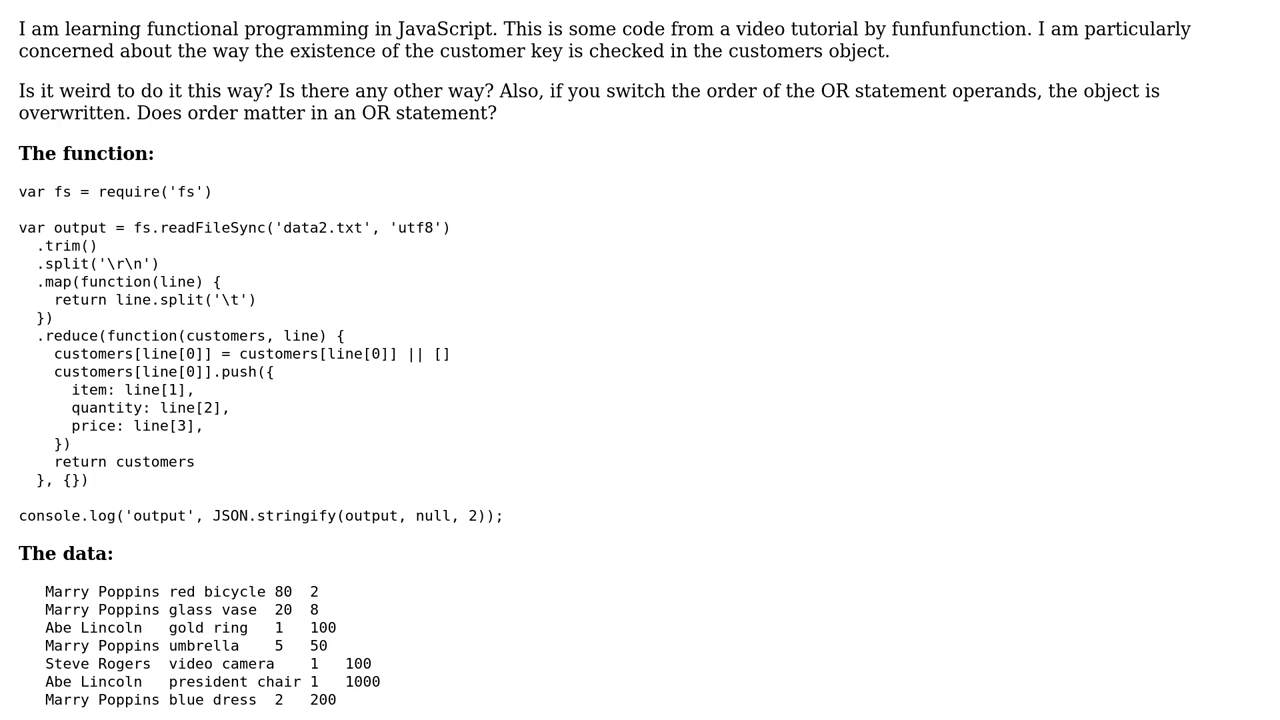 I am learning functional programming in JavaScript. This is some code from a video tutorial by funfunfunction. I am particularly
concerned about the way the existence of the customer key is checked in the customers object.
Is it weird to do it this way? Is there any other way? Also, if you switch the order of the OR statement operands, the object is
overwritten. Does order matter in an OR statement?
The function:
var fs = require('fs')
var output = fs.readFileSync('data2.txt', 'utf8')
  .trim()
  .split('\r\n')
  .map(function(line) {
    return line.split('\t')
  })
  .reduce(function(customers, line) {
    customers[line[0]] = customers[line[0]] || []
    customers[line[0]].push({
      item: line[1],
      quantity: line[2],
      price: line[3],
    })
    return customers
  }, {})
console.log('output', JSON.stringify(output, null, 2));
The data:
   Marry Poppins red bicycle 80  2
   Marry Poppins glass vase  20  8
   Abe Lincoln   gold ring   1   100
   Marry Poppins umbrella    5   50
   Steve Rogers  video camera    1   100
   Abe Lincoln   president chair 1   1000
   Marry Poppins blue dress  2   200